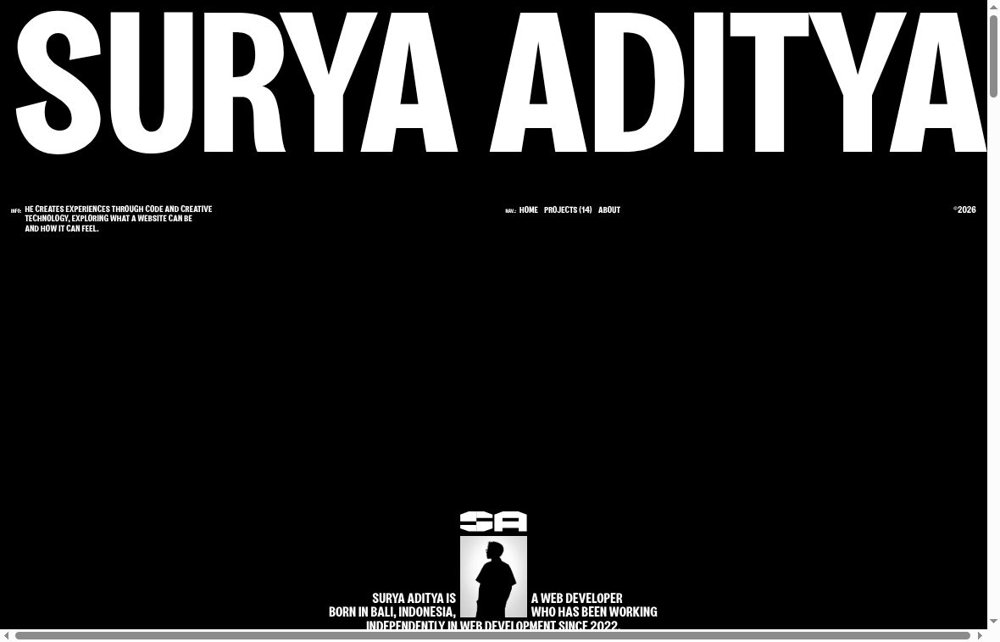 SURYA ADITYA
INFO: HE CREATES EXPERIENCES THROUGH CODE AND CREATIVE
TECHNOLOGY, EXPLORING WHAT A WEBSITE CAN BE
AND HOW IT CAN FEEL.
NAV.: HOME PROJECTS (14) ABOUT
©2026
SA
SURYA ADITYA IS A WEB DEVELOPER
BORN IN BALI, INDONESIA, WHO HAS BEEN WORKING
INDEPENDENTLY IN WEB DEVELOPMENT SINCE 2022.